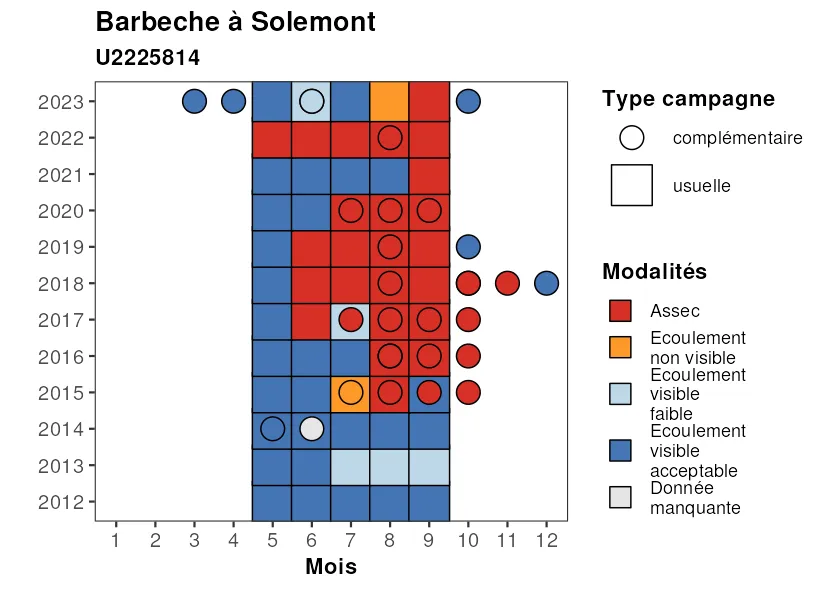 Barbeche à Solemont
U2225814
2023
2022
2021
2020
2019
2018
2017
2016
2015
2014
2013
2012
1 2 3 4 5 6 7 8 9 10 11 12
Mois
Type campagne
complémentaire
usuelle
Modalités
Assec
Ecoulement
non visible
Ecoulement
visible
faible
Ecoulement
visible
acceptable
Donnée
manquante